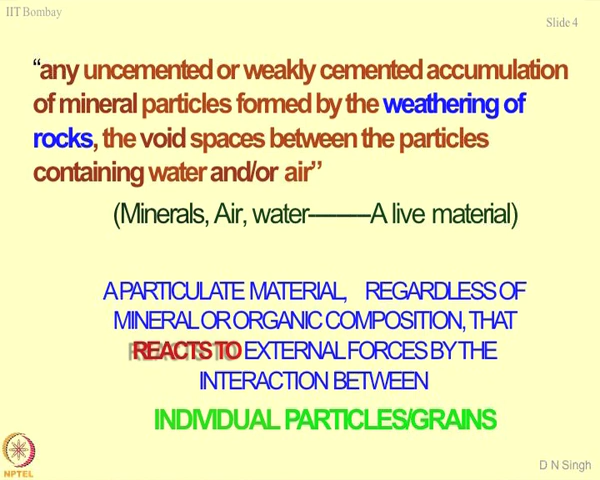 IIT Bombay
Slide 4
“any uncemented or weakly cemented accumulation
of mineral particles formed by the weathering of
rocks, the void spaces between the particles
containing water and/or air”
(Minerals, Air, water--------A live material)
A PARTICULATE MATERIAL, REGARDLESS OF
MINERAL OR ORGANIC COMPOSITION, THAT
REACTS TO EXTERNAL FORCES BY THE
INTERACTION BETWEEN
INDIVIDUAL PARTICLES/GRAINS
NPTEL
D N Singh